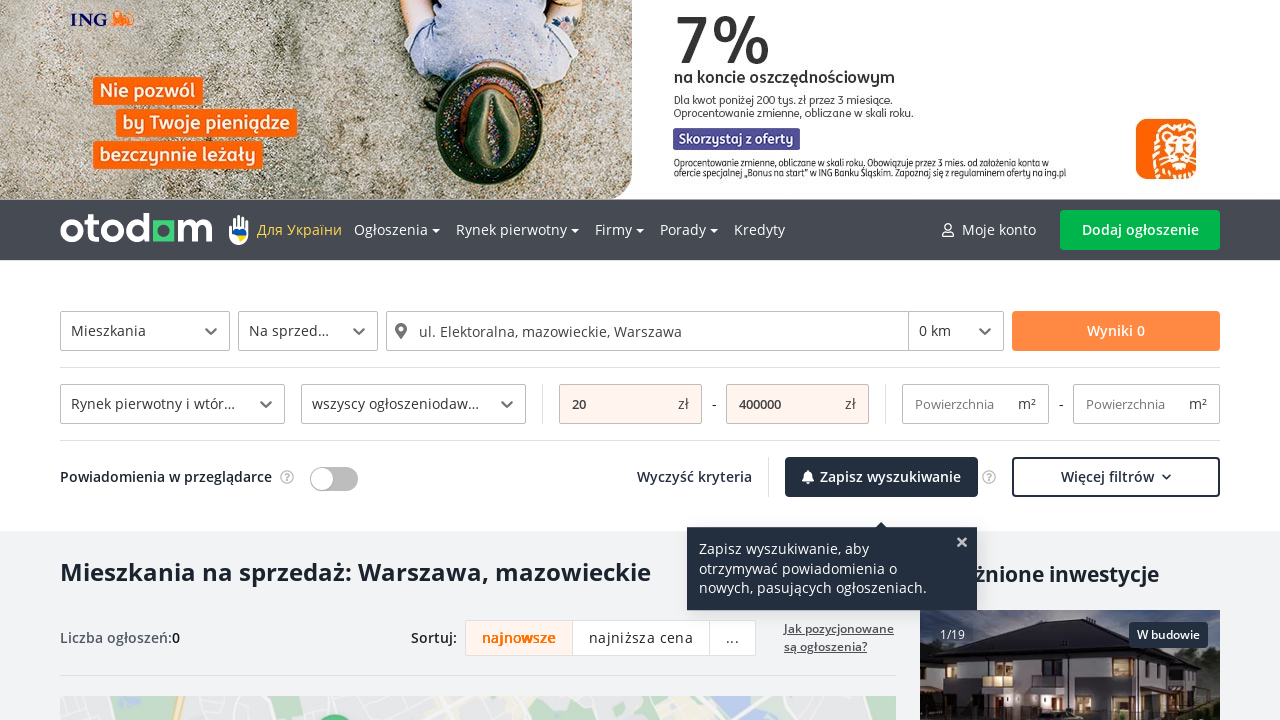 ING
Nie pozwól
by Twoje pieniądze
bezczynnie leżały
7%
na koncie oszczędnościowym
Dla kwot poniżej 200 tys. zł przez 3 miesiące.
Oprocentowanie zmienne, obliczane w skali roku.
Skorzystaj z oferty
Oprocentowanie zmienne, obliczane w skali roku. Obowiązuje przez 3 mies. od założenia konta w
ofercie specjalnej „Bonus na start” w ING Banku Śląskim. Zapoznaj się z regulaminem oferty na ing.pl
otodom
Для України
Ogłoszenia
Rynek pierwotny
Firmy
Porady
Kredyty
Moje konto
Dodaj ogłoszenie
Mieszkania
Na sprzed...
ul. Elektoralna, mazowieckie, Warszawa
0 km
Wyniki 0
Rynek pierwotny i wtór...
wszyscy ogłoszeniodaw...
20 zł
-
400000 zł
Powierzchnia m²
-
Powierzchnia m²
Powiadomienia w przeglądarce
Wyczyść kryteria
Zapisz wyszukiwanie
Więcej filtrów
Zapisz wyszukiwanie, aby
otrzymywać powiadomienia o
nowych, pasujących ogłoszeniach.
Mieszkania na sprzedaż: Warszawa, mazowieckie
żnione inwestycje
Liczba ogłoszeń:0
Sortuj:
najnowsze
najniższa cena
...
Jak pozycjonowane
są ogłoszenia?
1/19
W budowie